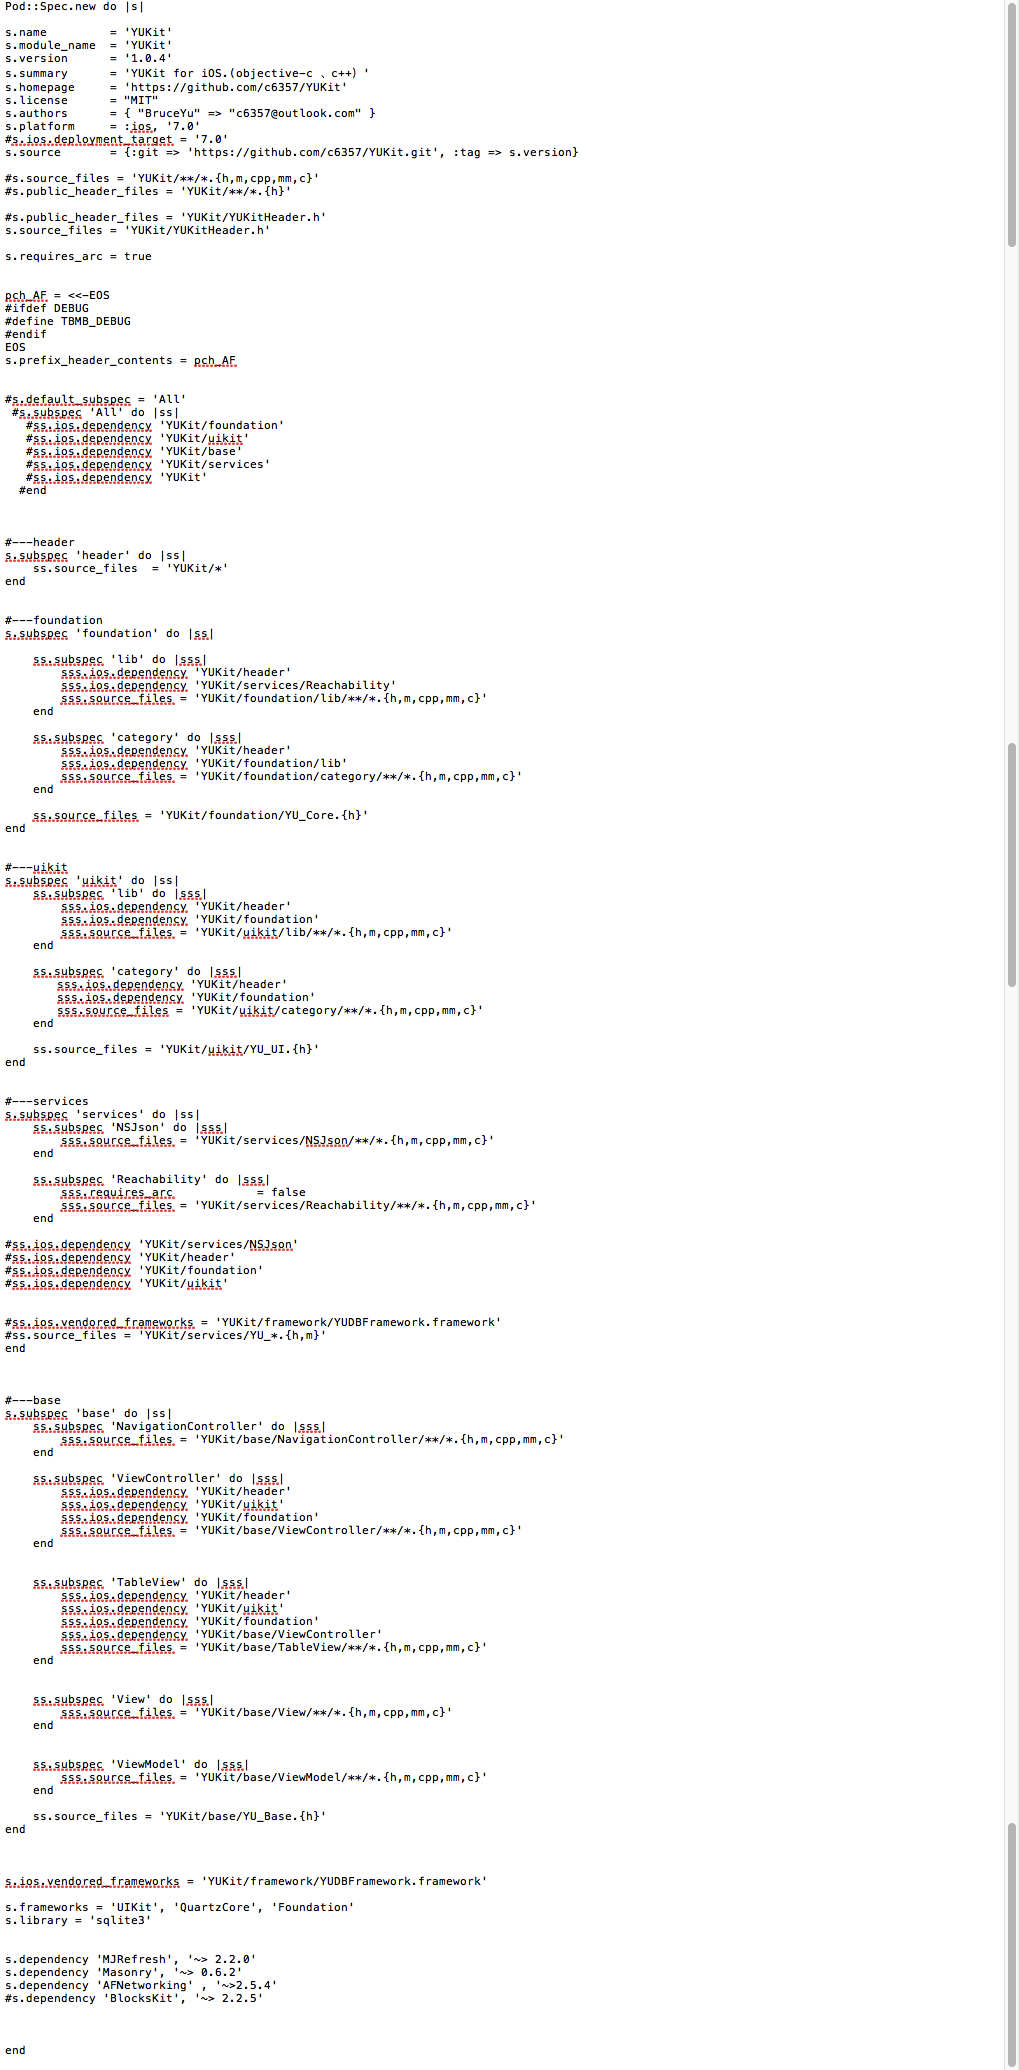 Pod::Spec.new do |s|
s.name         = 'YUKit'
s.module_name  = 'YUKit'
s.version      = '1.0.4'
s.summary      = 'YUKit for iOS.(objective-c 、c++) '
s.homepage     = 'https://github.com/c6357/YUKit'
s.license      = "MIT"
s.authors      = { "BruceYu" => "c6357@outlook.com" }
s.platform     = :ios, '7.0'
#s.ios.deployment_target = '7.0'
s.source       = {:git => 'https://github.com/c6357/YUKit.git', :tag => s.version}
#s.source_files = 'YUKit/**/*.{h,m,cpp,mm,c}'
#s.public_header_files = 'YUKit/**/*.{h}'
#s.public_header_files = 'YUKit/YUKitHeader.h'
s.source_files = 'YUKit/YUKitHeader.h'
s.requires_arc = true
pch_AF = <<-EOS
#ifdef DEBUG
#define TBMB_DEBUG
#endif
EOS
s.prefix_header_contents = pch_AF
#s.default_subspec = 'All'
 #s.subspec 'All' do |ss|
   #ss.ios.dependency 'YUKit/foundation'
   #ss.ios.dependency 'YUKit/uikit'
   #ss.ios.dependency 'YUKit/base'
   #ss.ios.dependency 'YUKit/services'
   #ss.ios.dependency 'YUKit'
  #end
#---header
s.subspec 'header' do |ss|
    ss.source_files  = 'YUKit/*'
end
#---foundation
s.subspec 'foundation' do |ss|
    ss.subspec 'lib' do |sss|
        sss.ios.dependency 'YUKit/header'
        sss.ios.dependency 'YUKit/services/Reachability'
        sss.source_files = 'YUKit/foundation/lib/**/*.{h,m,cpp,mm,c}'
    end
    ss.subspec 'category' do |sss|
        sss.ios.dependency 'YUKit/header'
        sss.ios.dependency 'YUKit/foundation/lib'
        sss.source_files = 'YUKit/foundation/category/**/*.{h,m,cpp,mm,c}'
    end
    ss.source_files = 'YUKit/foundation/YU_Core.{h}'
end
#---uikit
s.subspec 'uikit' do |ss|
    ss.subspec 'lib' do |sss|
        sss.ios.dependency 'YUKit/header'
        sss.ios.dependency 'YUKit/foundation'
        sss.source_files = 'YUKit/uikit/lib/**/*.{h,m,cpp,mm,c}'
    end
    ss.subspec 'category' do |sss|
       sss.ios.dependency 'YUKit/header'
       sss.ios.dependency 'YUKit/foundation'
       sss.source_files = 'YUKit/uikit/category/**/*.{h,m,cpp,mm,c}'
    end
    ss.source_files = 'YUKit/uikit/YU_UI.{h}'
end
#---services
s.subspec 'services' do |ss|
    ss.subspec 'NSJson' do |sss|
        sss.source_files = 'YUKit/services/NSJson/**/*.{h,m,cpp,mm,c}'
    end
    ss.subspec 'Reachability' do |sss|
        sss.requires_arc            = false
        sss.source_files = 'YUKit/services/Reachability/**/*.{h,m,cpp,mm,c}'
    end
#ss.ios.dependency 'YUKit/services/NSJson'
#ss.ios.dependency 'YUKit/header'
#ss.ios.dependency 'YUKit/foundation'
#ss.ios.dependency 'YUKit/uikit'
#ss.ios.vendored_frameworks = 'YUKit/framework/YUDBFramework.framework'
#ss.source_files = 'YUKit/services/YU_*.{h,m}'
end
#---base
s.subspec 'base' do |ss|
    ss.subspec 'NavigationController' do |sss|
        sss.source_files = 'YUKit/base/NavigationController/**/*.{h,m,cpp,mm,c}'
    end
    ss.subspec 'ViewController' do |sss|
        sss.ios.dependency 'YUKit/header'
        sss.ios.dependency 'YUKit/uikit'
        sss.ios.dependency 'YUKit/foundation'
        sss.source_files = 'YUKit/base/ViewController/**/*.{h,m,cpp,mm,c}'
    end
    ss.subspec 'TableView' do |sss|
        sss.ios.dependency 'YUKit/header'
        sss.ios.dependency 'YUKit/uikit'
        sss.ios.dependency 'YUKit/foundation'
        sss.ios.dependency 'YUKit/base/ViewController'
        sss.source_files = 'YUKit/base/TableView/**/*.{h,m,cpp,mm,c}'
    end
    ss.subspec 'View' do |sss|
        sss.source_files = 'YUKit/base/View/**/*.{h,m,cpp,mm,c}'
    end
    ss.subspec 'ViewModel' do |sss|
        sss.source_files = 'YUKit/base/ViewModel/**/*.{h,m,cpp,mm,c}'
    end
    ss.source_files = 'YUKit/base/YU_Base.{h}'
end
s.ios.vendored_frameworks = 'YUKit/framework/YUDBFramework.framework'
s.frameworks = 'UIKit', 'QuartzCore', 'Foundation'
s.library = 'sqlite3'
s.dependency 'MJRefresh', '~> 2.2.0'
s.dependency 'Masonry', '~> 0.6.2'
s.dependency 'AFNetworking' , '~>2.5.4'
#s.dependency 'BlocksKit', '~> 2.2.5'
end